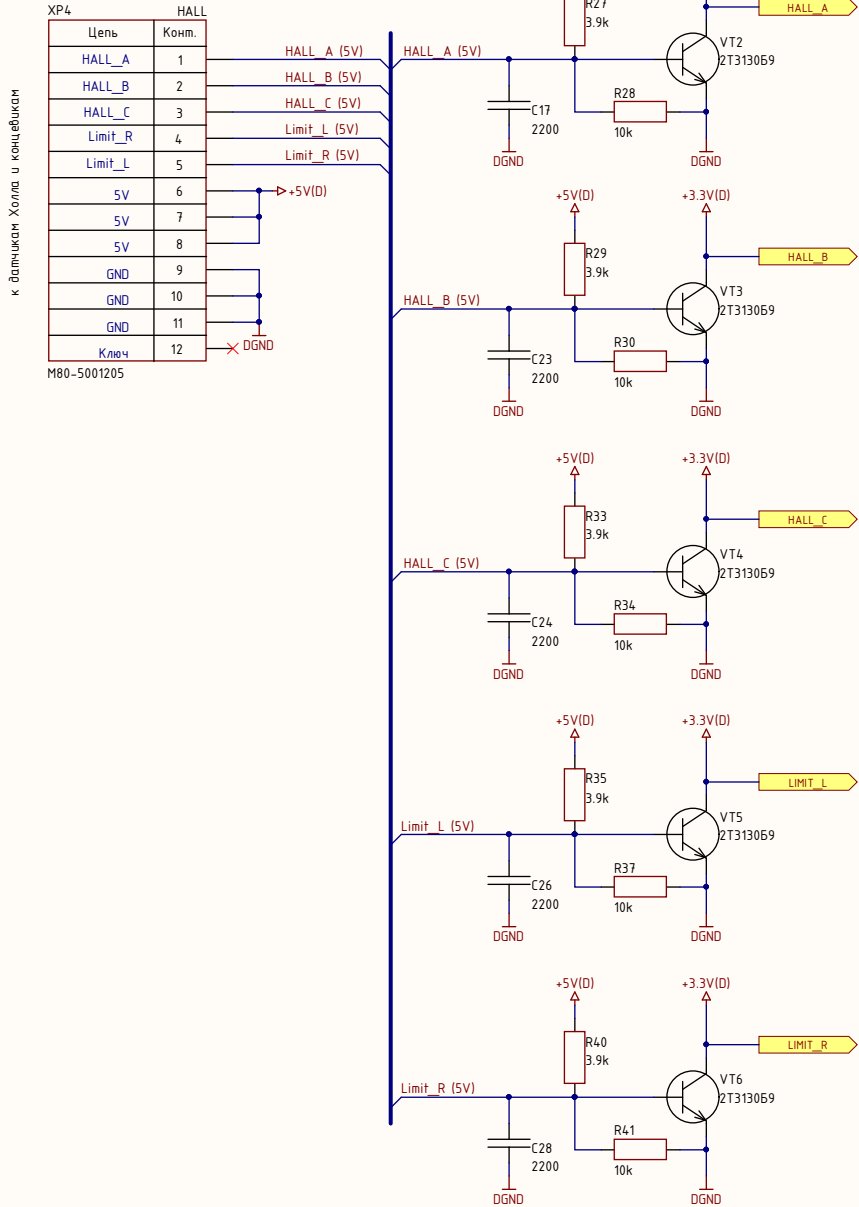 XP4 HALL
Цепь Конт.
HALL_A 1
HALL_B 2
HALL_C 3
Limit_R 4
Limit_L 5
5V 6
5V 7
5V 8
GND 9
GND 10
GND 11
Ключ 12
M80-5001205
к датчикам Холла и концевикам
HALL_A (5V)
HALL_B (5V)
HALL_C (5V)
Limit_L (5V)
Limit_R (5V)
+5V(D)
DGND
HALL_A (5V)
R27
3.9k
HALL_A
VT2
2Т3130Б9
C17
2200
R28
10k
DGND
DGND
+5V(D)
+3.3V(D)
R29
3.9k
HALL_B
HALL_B (5V)
VT3
2Т3130Б9
C23
2200
R30
10k
DGND
DGND
+5V(D)
+3.3V(D)
R33
3.9k
HALL_C
HALL_C (5V)
VT4
2Т3130Б9
C24
2200
R34
10k
DGND
DGND
+5V(D)
+3.3V(D)
R35
3.9k
LIMIT_L
Limit_L (5V)
VT5
2Т3130Б9
C26
2200
R37
10k
DGND
DGND
+5V(D)
+3.3V(D)
R40
3.9k
LIMIT_R
Limit_R (5V)
VT6
2Т3130Б9
C28
2200
R41
10k
DGND
DGND